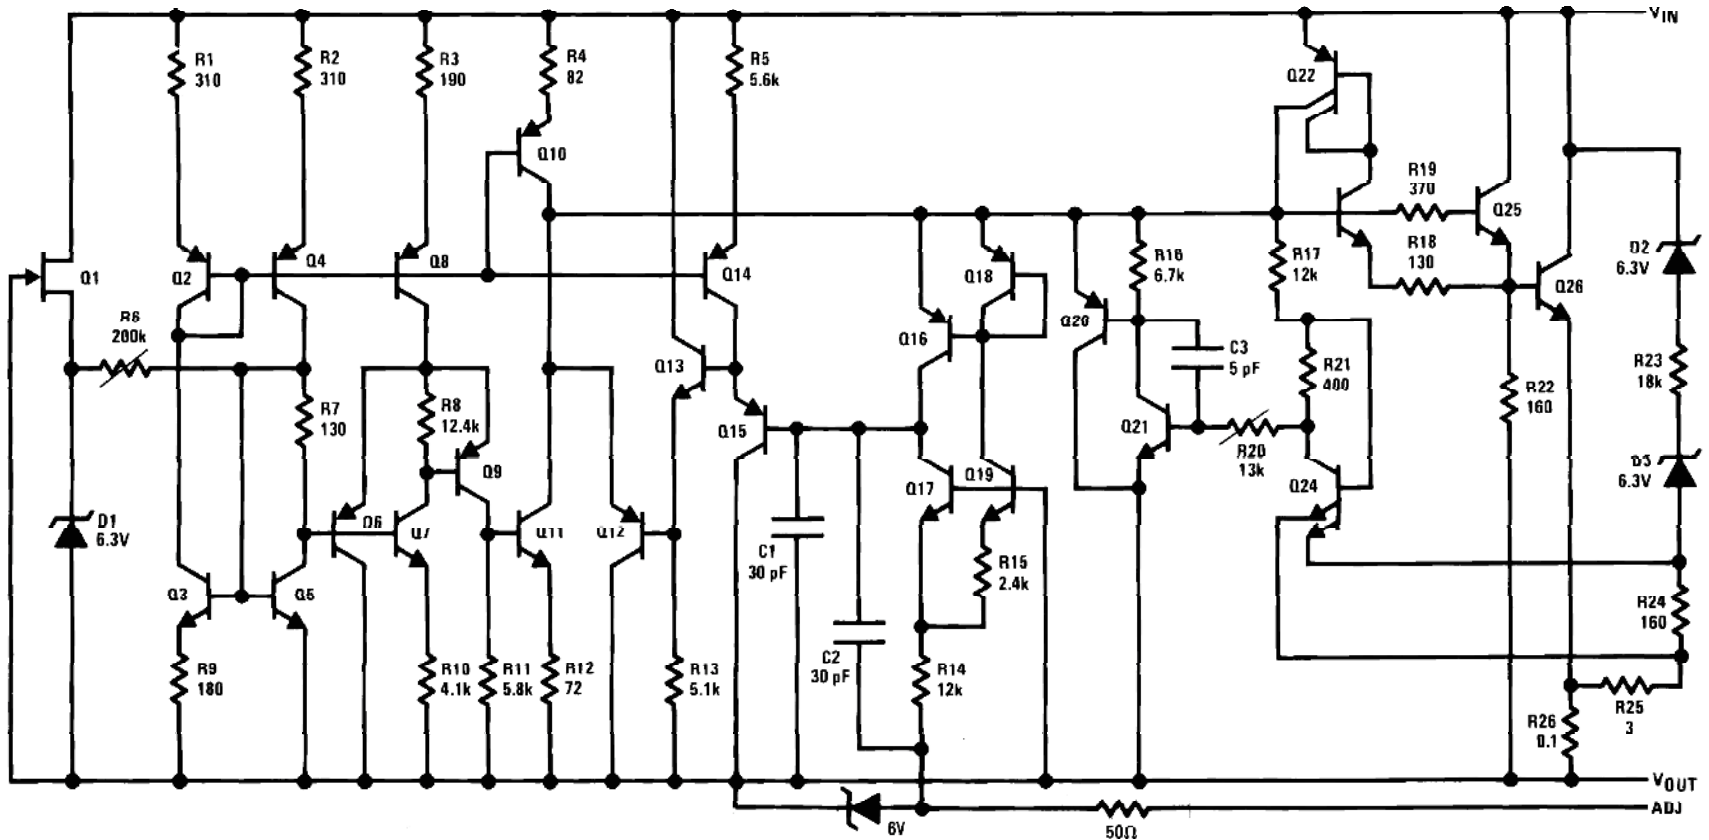 VIN
R1
310
R2
310
R3
190
R4
82
R5
5.6k
Q22
Q10
R19
370
Q25
Q1
Q2
Q4
Q8
Q14
R16
6.7k
R17
12k
R18
130
D2
6.3V
Q18
Q26
R6
200k
Q20
Q16
C3
5 pF
Q13
R21
400
R23
18k
R7
130
R8
12.4k
R22
160
Q15
Q21
R20
13k
Q9
Q17
Q19
Q24
D3
6.3V
D1
6.3V
Q6
Q7
Q11
Q12
C1
30 pF
R15
2.4k
Q3
Q5
R24
160
R9
180
R10
4.1k
R11
5.8k
R12
72
R13
5.1k
C2
30 pF
R14
12k
R25
3
R26
0.1
VOUT
ADJ
6V
50Ω